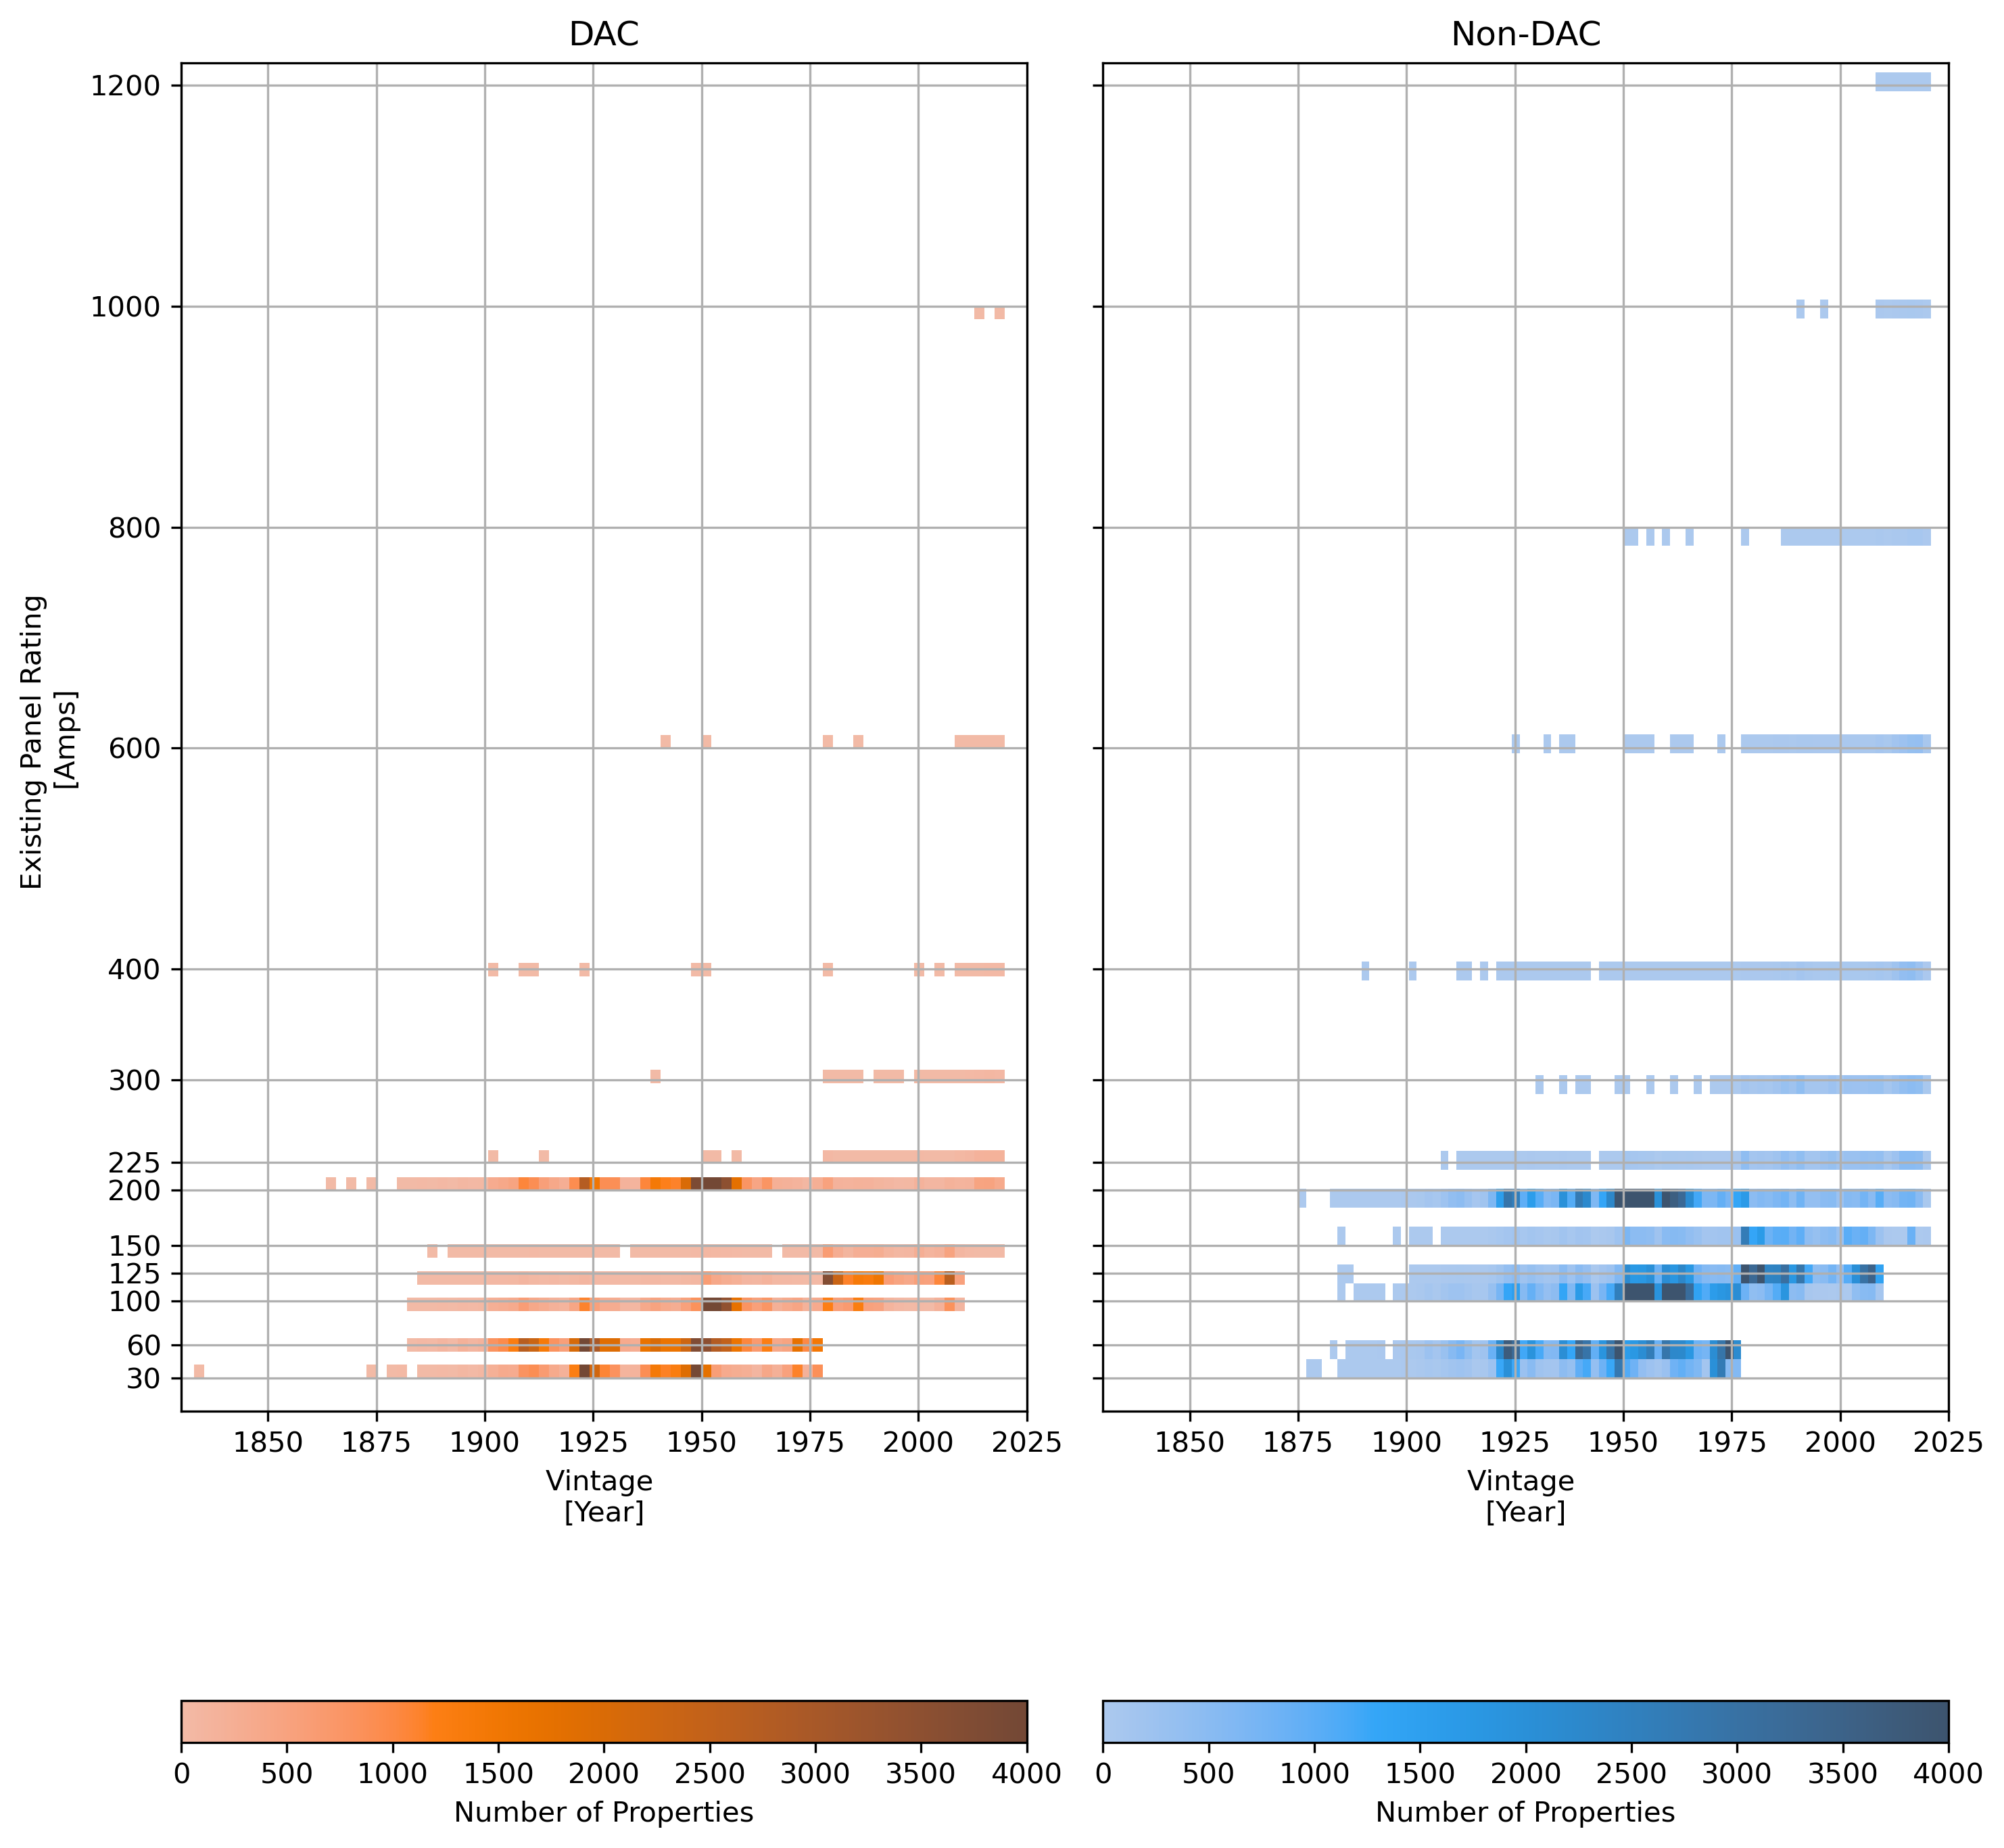 DAC
Non-DAC
1200
1000
800
600
400
300
225
200
150
125
100
60
30
Existing Panel Rating
[Amps]
1850 1875 1900 1925 1950 1975 2000 2025
1850 1875 1900 1925 1950 1975 2000 2025
Vintage
[Year]
Vintage
[Year]
0 500 1000 1500 2000 2500 3000 3500 4000
Number of Properties
0 500 1000 1500 2000 2500 3000 3500 4000
Number of Properties